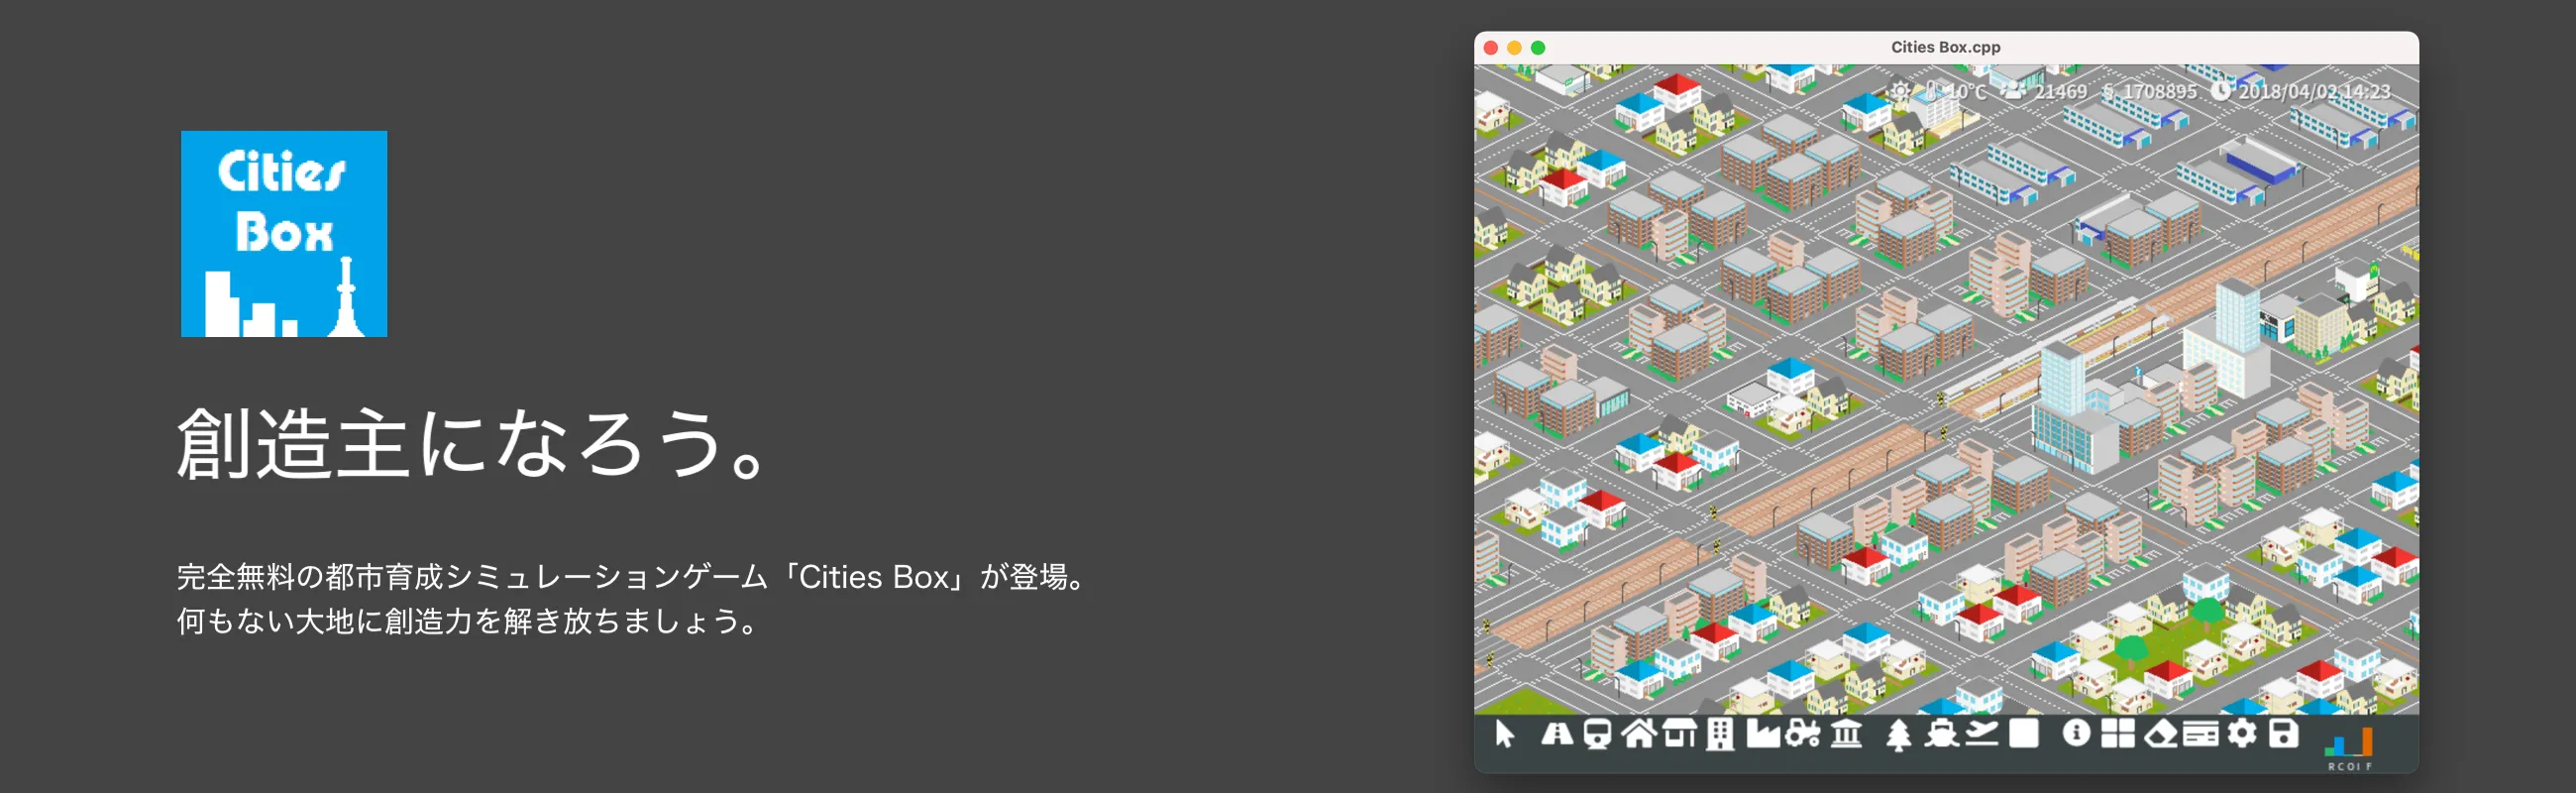 Cities
Box
創造主になろう。
完全無料の都市育成シミュレーションゲーム「Cities Box」が登場。
何もない大地に創造力を解き放ちましょう。
Cities Box.cpp
10℃ 21469 1708895 2018/04/02 14:23
R C O I F